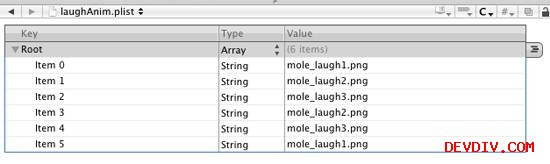 laughAnim.plist
C
#
Key Type Value
Root Array (6 items)
Item 0 String mole_laugh1.png
Item 1 String mole_laugh2.png
Item 2 String mole_laugh3.png
Item 3 String mole_laugh2.png
Item 4 String mole_laugh3.png
Item 5 String mole_laugh1.png
DEVDIV.COM